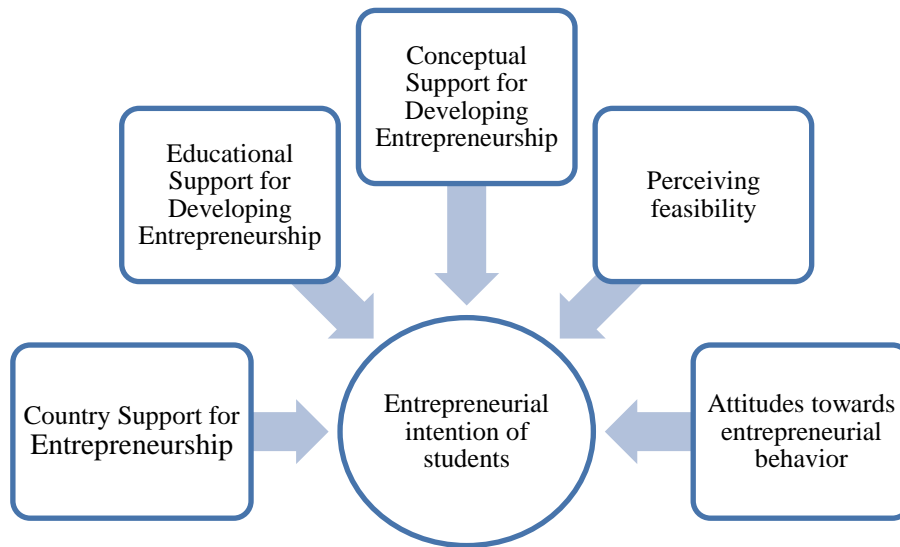 Conceptual
Support for
Developing
Entrepreneurship
Educational
Support for
Developing
Entrepreneurship
Perceiving
feasibility
Country Support for
Entrepreneurship
Entrepreneurial
intention of
students
Attitudes towards
entrepreneurial
behavior